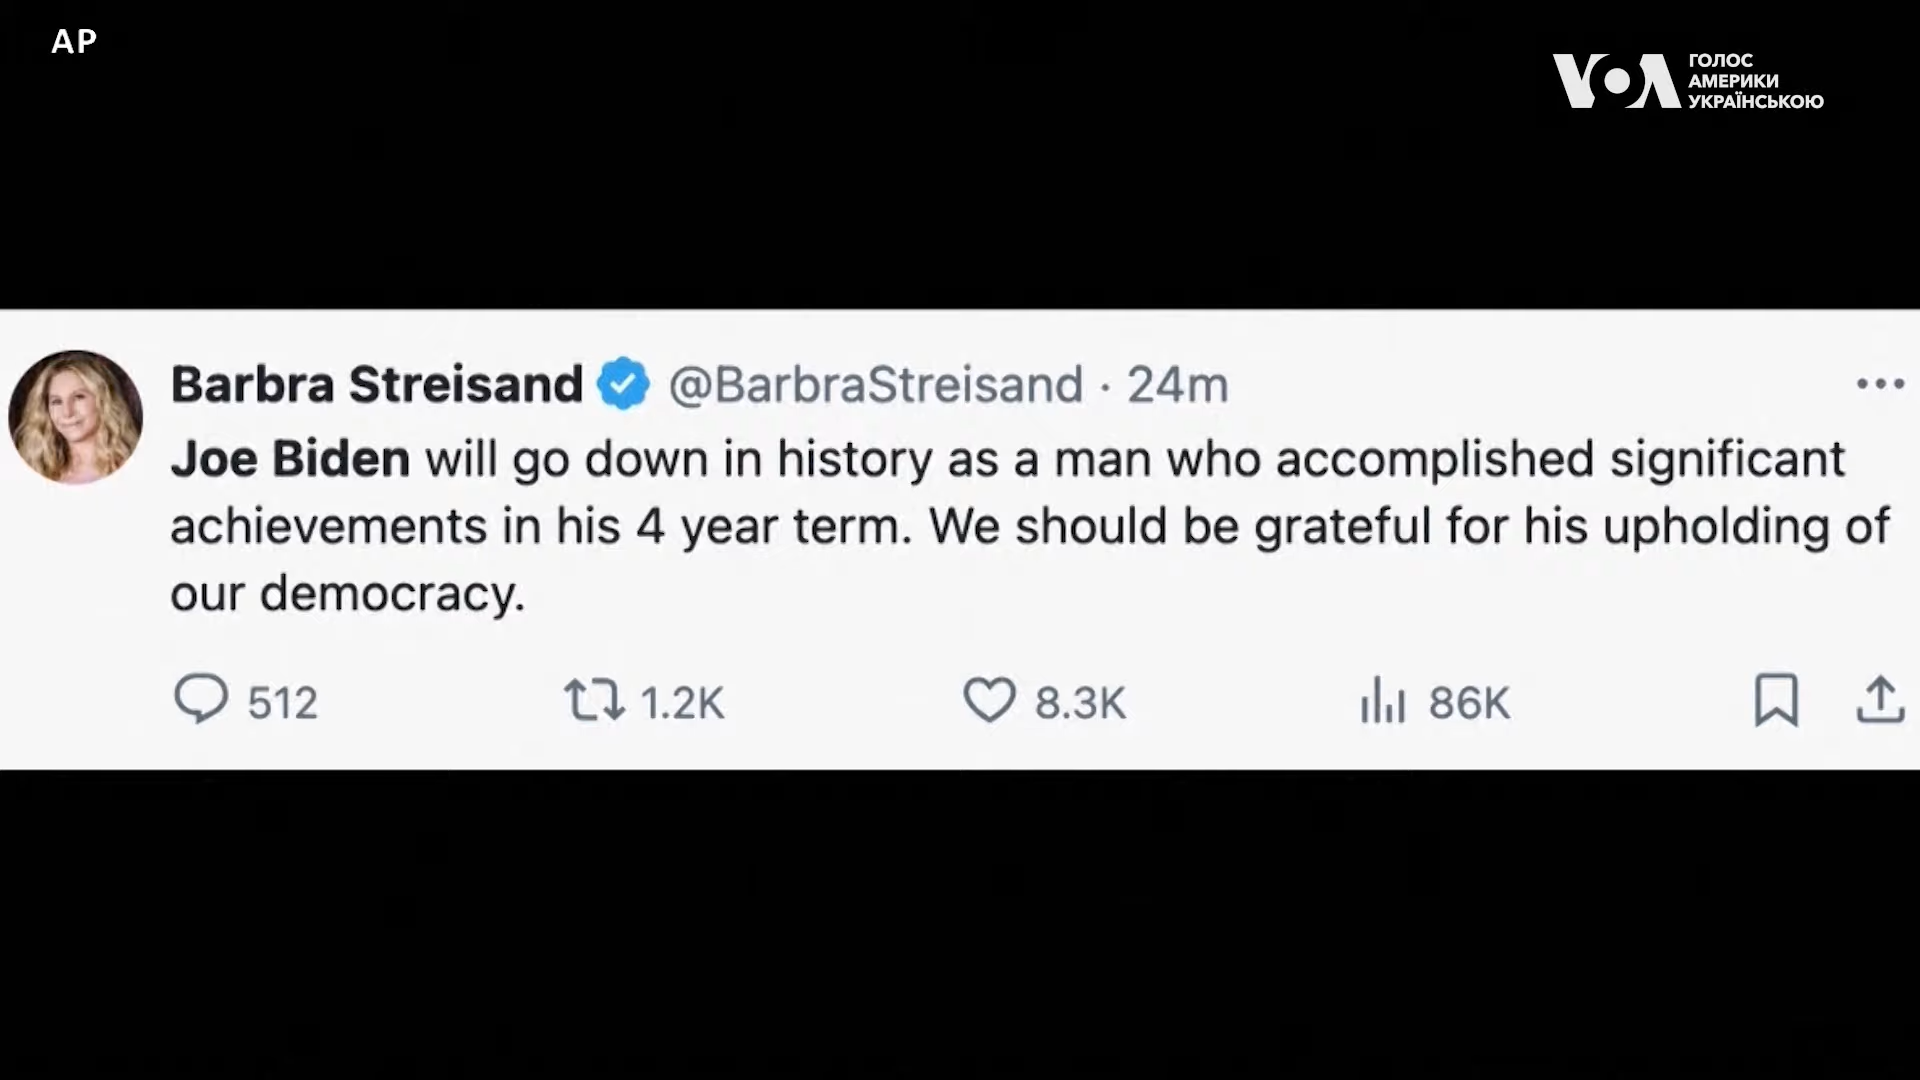 AP
VOA
ГОЛОС
АМЕРИКИ
УКРАЇНСЬКОЮ
Barbra Streisand @BarbraStreisand · 24m
Joe Biden will go down in history as a man who accomplished significant
achievements in his 4 year term. We should be grateful for his upholding of
our democracy.
512 1.2K 8.3K 86K